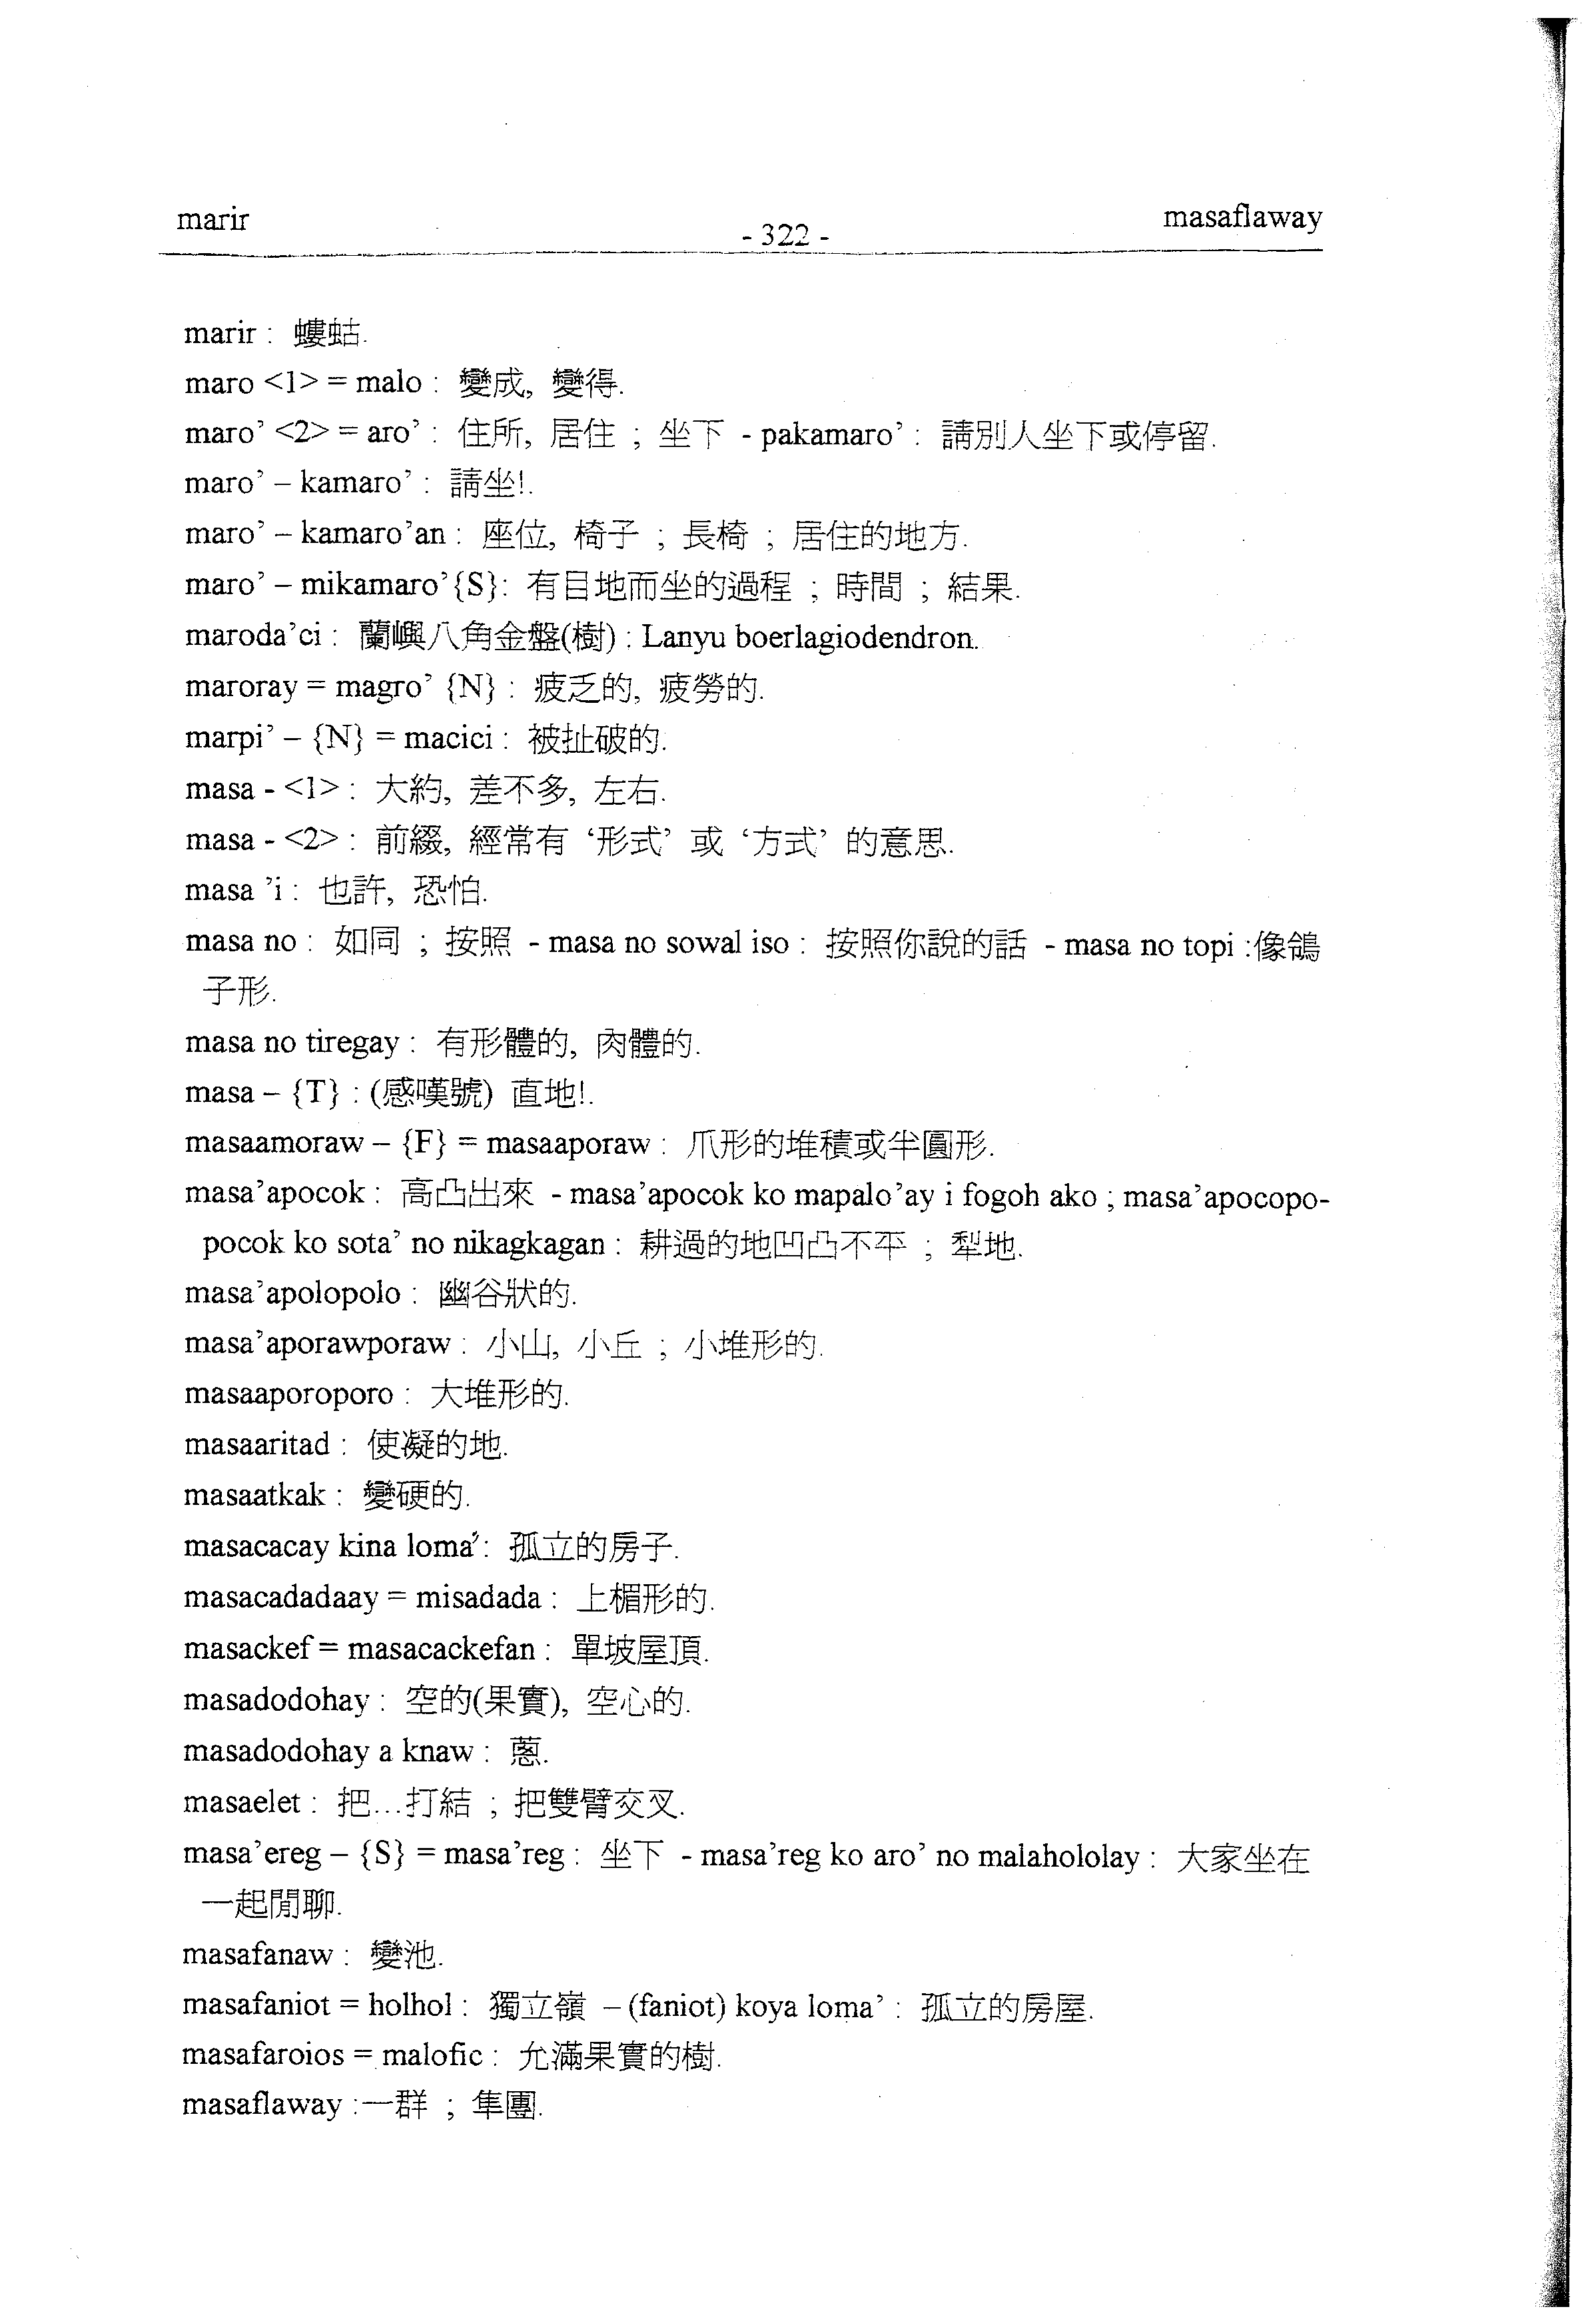 marir
- 322 -
masaflaway
marir : 螻蛄.
maro <1> = malo : 變成, 變得.
maro’ <2> = aro’ : 住所, 居住 ; 坐下 - pakamaro’ : 請別人坐下或停留.
maro’ – kamaro’ : 請坐!.
maro’ – kamaro’an : 座位, 椅子 ; 長椅 ; 居住的地方.
maro’ – mikamaro’{S}: 有目地而坐的過程 ; 時間 ; 結果.
maroda’ci : 蘭嶼八角金盤(樹) : Lanyu boerlagiodendron.
maroray = magro’ {N} : 疲乏的, 疲勞的.
marpi’ – {N} = macici : 被扯破的.
masa - <1> : 大約, 差不多, 左右.
masa - <2> : 前綴, 經常有 ‘形式’ 或 ‘方式’ 的意思.
masa ’i : 也許, 恐怕.
masa no : 如同 ; 按照 - masa no sowal iso : 按照你說的話 - masa no topi :像鴿
子形.
masa no tiregay : 有形體的, 肉體的.
masa – {T} : (感嘆號) 直地!.
masaamoraw – {F} = masaaporaw : 爪形的堆積或半圓形.
masa’apocok : 高凸出來 - masa’apocok ko mapalo’ay i fogoh ako ; masa’apocopo-
pocok ko sota’ no nikagkagan : 耕過的地凹凸不平 ; 犁地.
masa’apolopolo : 幽谷狀的.
masa’aporawporaw : 小山, 小丘 ; 小堆形的.
masaaporoporo : 大堆形的.
masaaritad : 使凝的地.
masaatkak : 變硬的.
masacacay kina loma’ : 孤立的房子.
masacadadaay = misadada : 上楣形的.
masackef = masacackefan : 單坡屋頂.
masadodohay : 空的(果實), 空心的.
masadodohay a knaw : 蔥.
masaelet : 把...打結 ; 把雙臂交叉.
masa’ereg – {S} = masa’reg : 坐下 - masa’reg ko aro’ no malahololay : 大家坐在
一起閒聊.
masafanaw : 變池.
masafaniot = holhol : 獨立嶺 – (faniot) koya loma’ : 孤立的房屋.
masafaroios = malofic : 允滿果實的樹.
masaflaway :一群 ; 隼團.